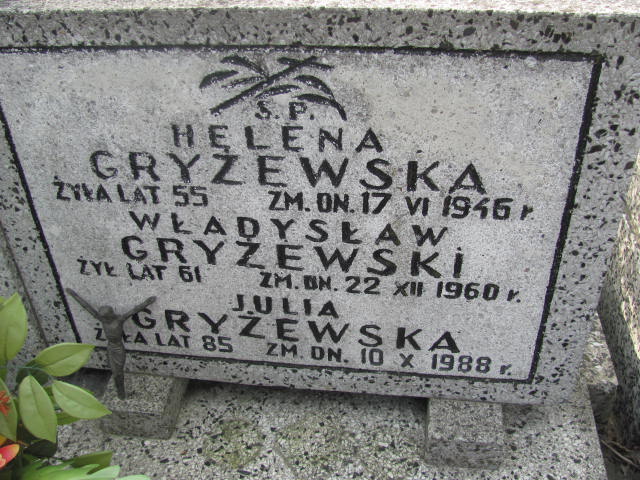 Ś.P.
HELENA
GRYŻEWSKA
ŻYŁA LAT 55 ZM. DN. 17 VI 1946 r.
WŁADYSŁAW
GRYŻEWSKI
ŻYŁ LAT 61 ZM. DN. 22 XII 1960 r.
JULIA
GRYŻEWSKA
ŻYŁA LAT 85 ZM. DN. 10 X 1988 r.